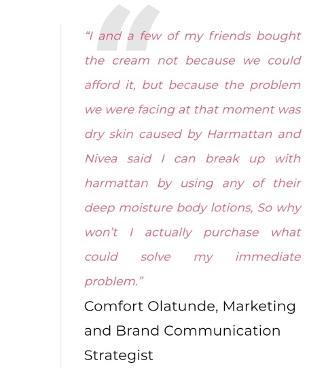 “I and a few of my friends bought
the cream not because we could
afford it, but because the problem
we were facing at that moment was
dry skin caused by Harmattan and
Nivea said I can break up with
harmattan by using any of their
deep moisture body lotions, So why
won’t I actually purchase what
could solve my immediate
problem.”
Comfort Olatunde, Marketing
and Brand Communication
Strategist